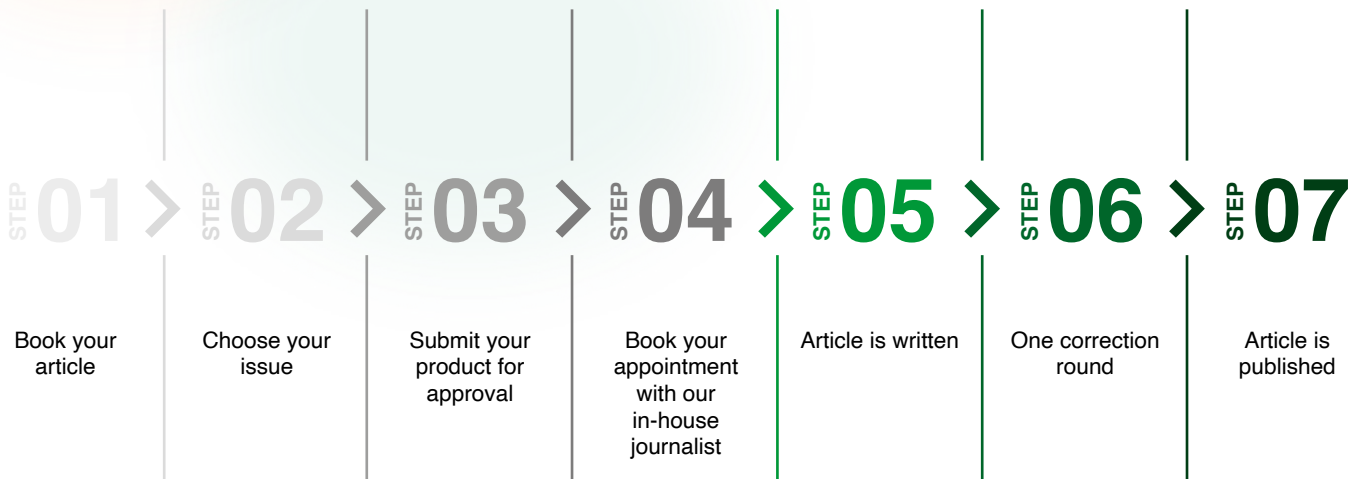 STEP 01
STEP 02
STEP 03
STEP 04
STEP 05
STEP 06
STEP 07
Book your
article
Choose your
issue
Submit your
product for
approval
Book your
appointment
with our
in-house
journalist
Article is written
One correction
round
Article is
published